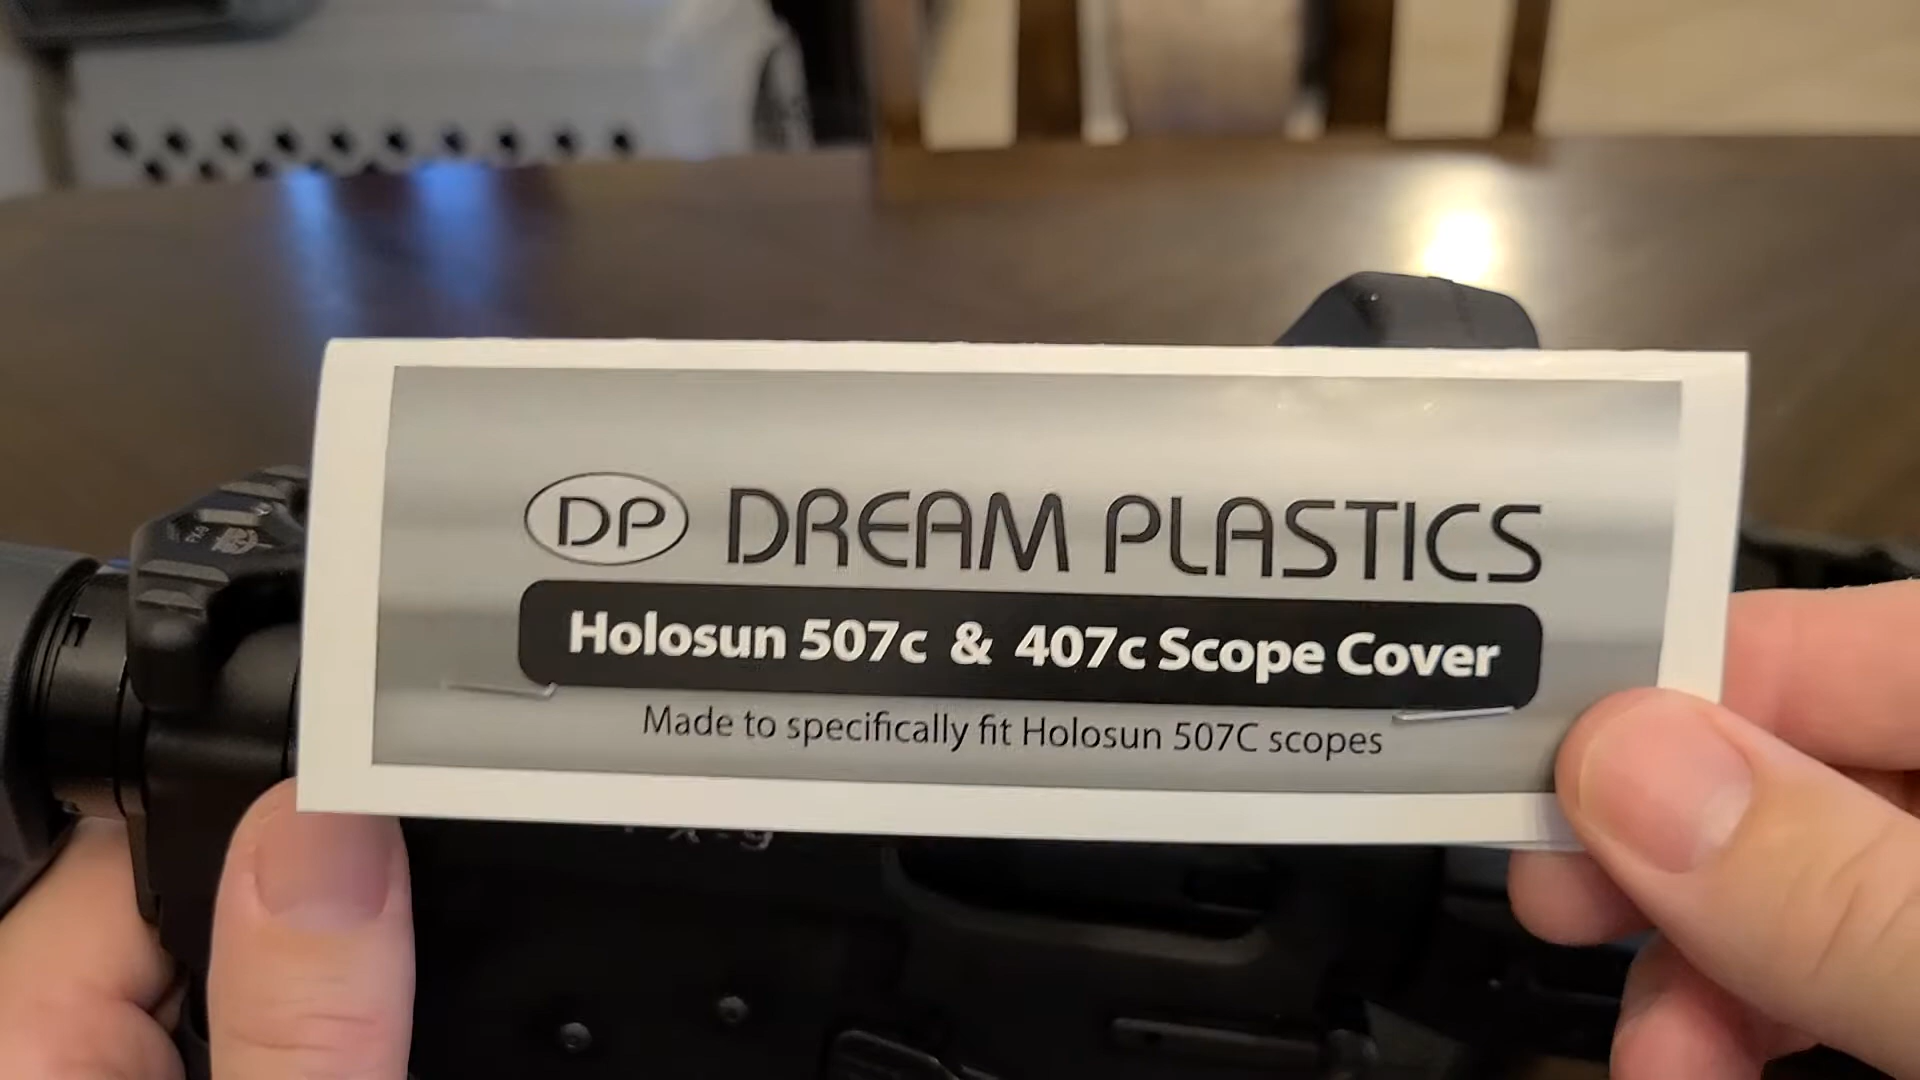 DP DREAM PLASTICS
Holosun 507c & 407c Scope Cover
Made to specifically fit Holosun 507C scopes